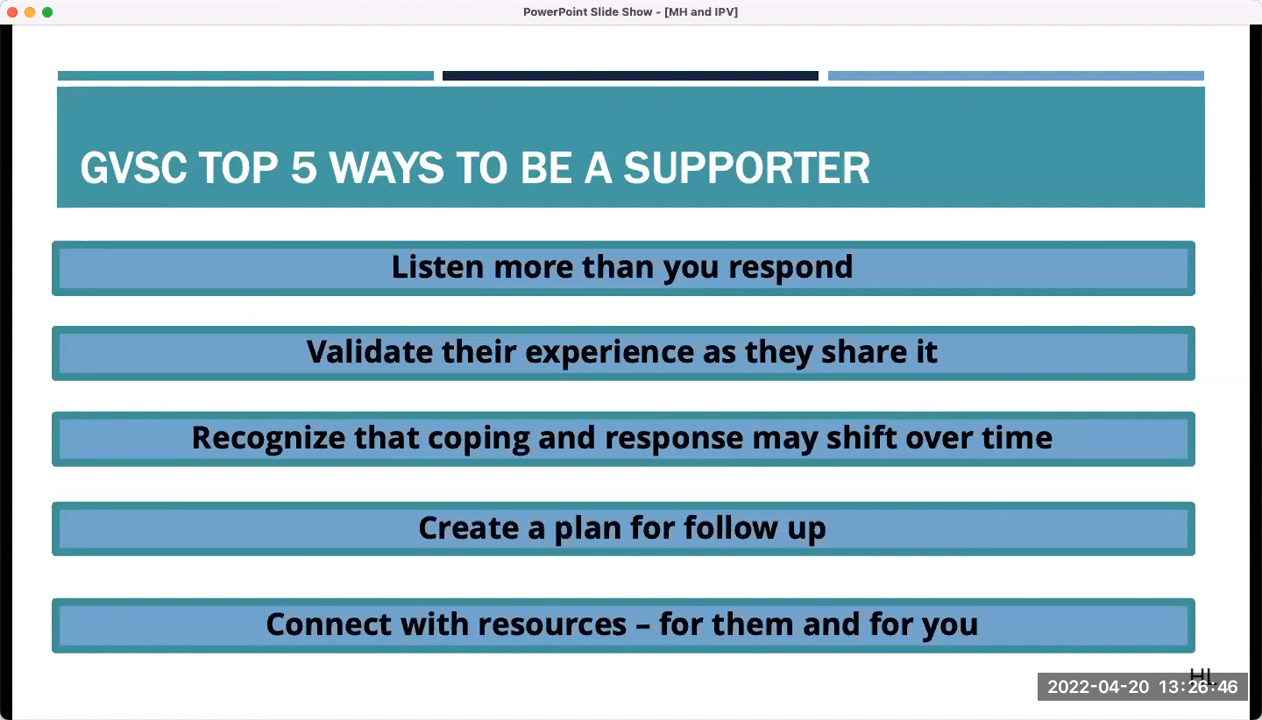 PowerPoint Slide Show - [MH and IPV]
GVSC TOP 5 WAYS TO BE A SUPPORTER
Listen more than you respond
Validate their experience as they share it
Recognize that coping and response may shift over time
Create a plan for follow up
Connect with resources – for them and for you
2022-04-20 13:26:46